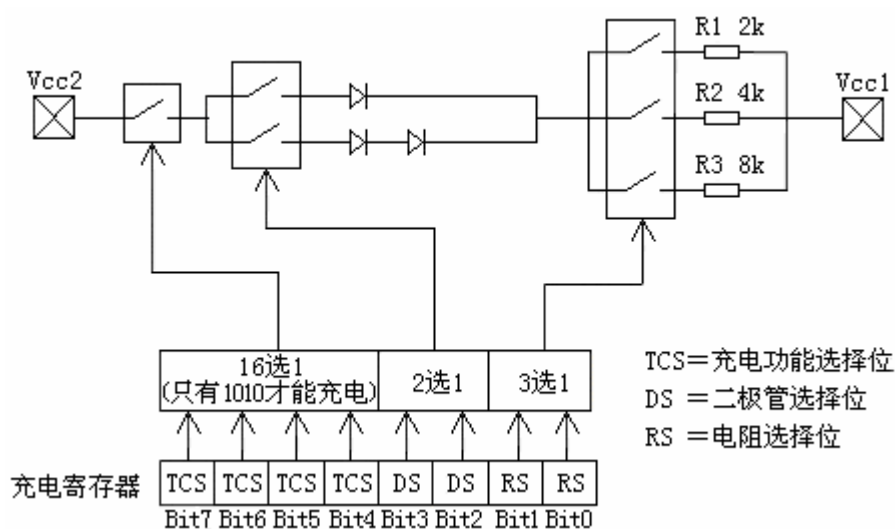 R1 2k
Vcc2
Vcc1
R2 4k
R3 8k
16选1
(只有1010才能充电)
2选1
3选1
TCS=充电功能选择位
DS =二极管选择位
RS =电阻选择位
充电寄存器
TCS TCS TCS TCS DS DS RS RS
Bit7 Bit6 Bit5 Bit4 Bit3 Bit2 Bit1 Bit0